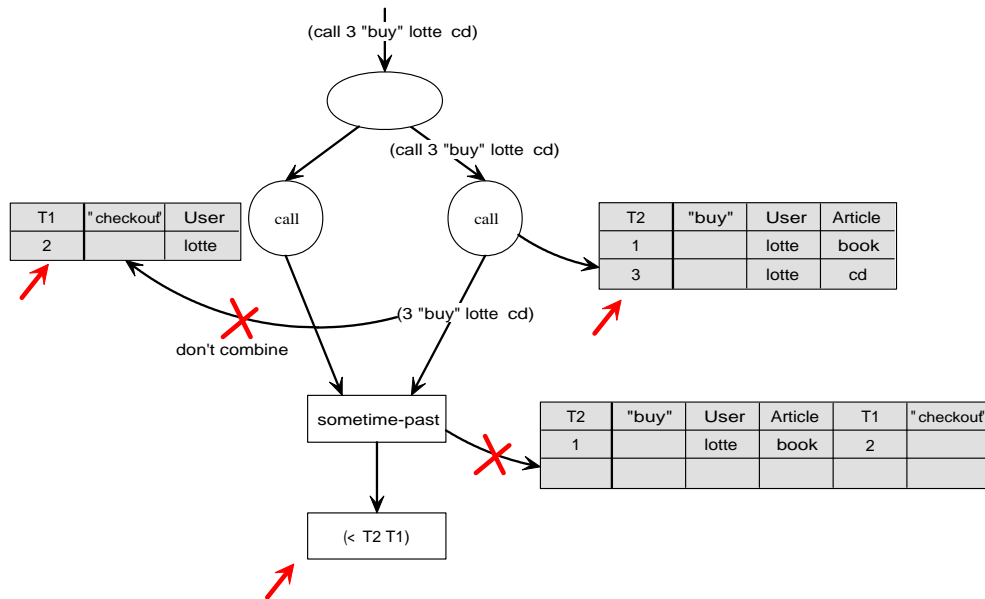 (call 3 "buy" lotte cd)
(call 3 "buy" lotte cd)
call
call
T1 "checkout" User
2 lotte
T2 "buy" User Article
1 lotte book
3 lotte cd
(3 "buy" lotte cd)
don't combine
sometime-past
T2 "buy" User Article T1 "checkout"
1 lotte book 2
(< T2 T1)